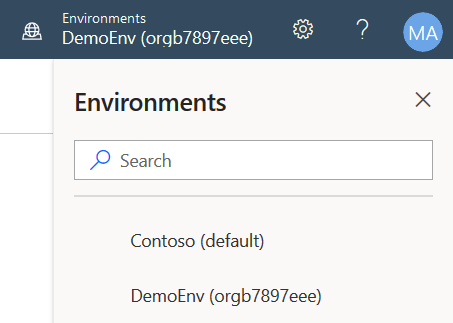 Environments
DemoEnv (orgb7897eee)
?
MA
Environments
Search
Contoso (default)
DemoEnv (orgb7897eee)